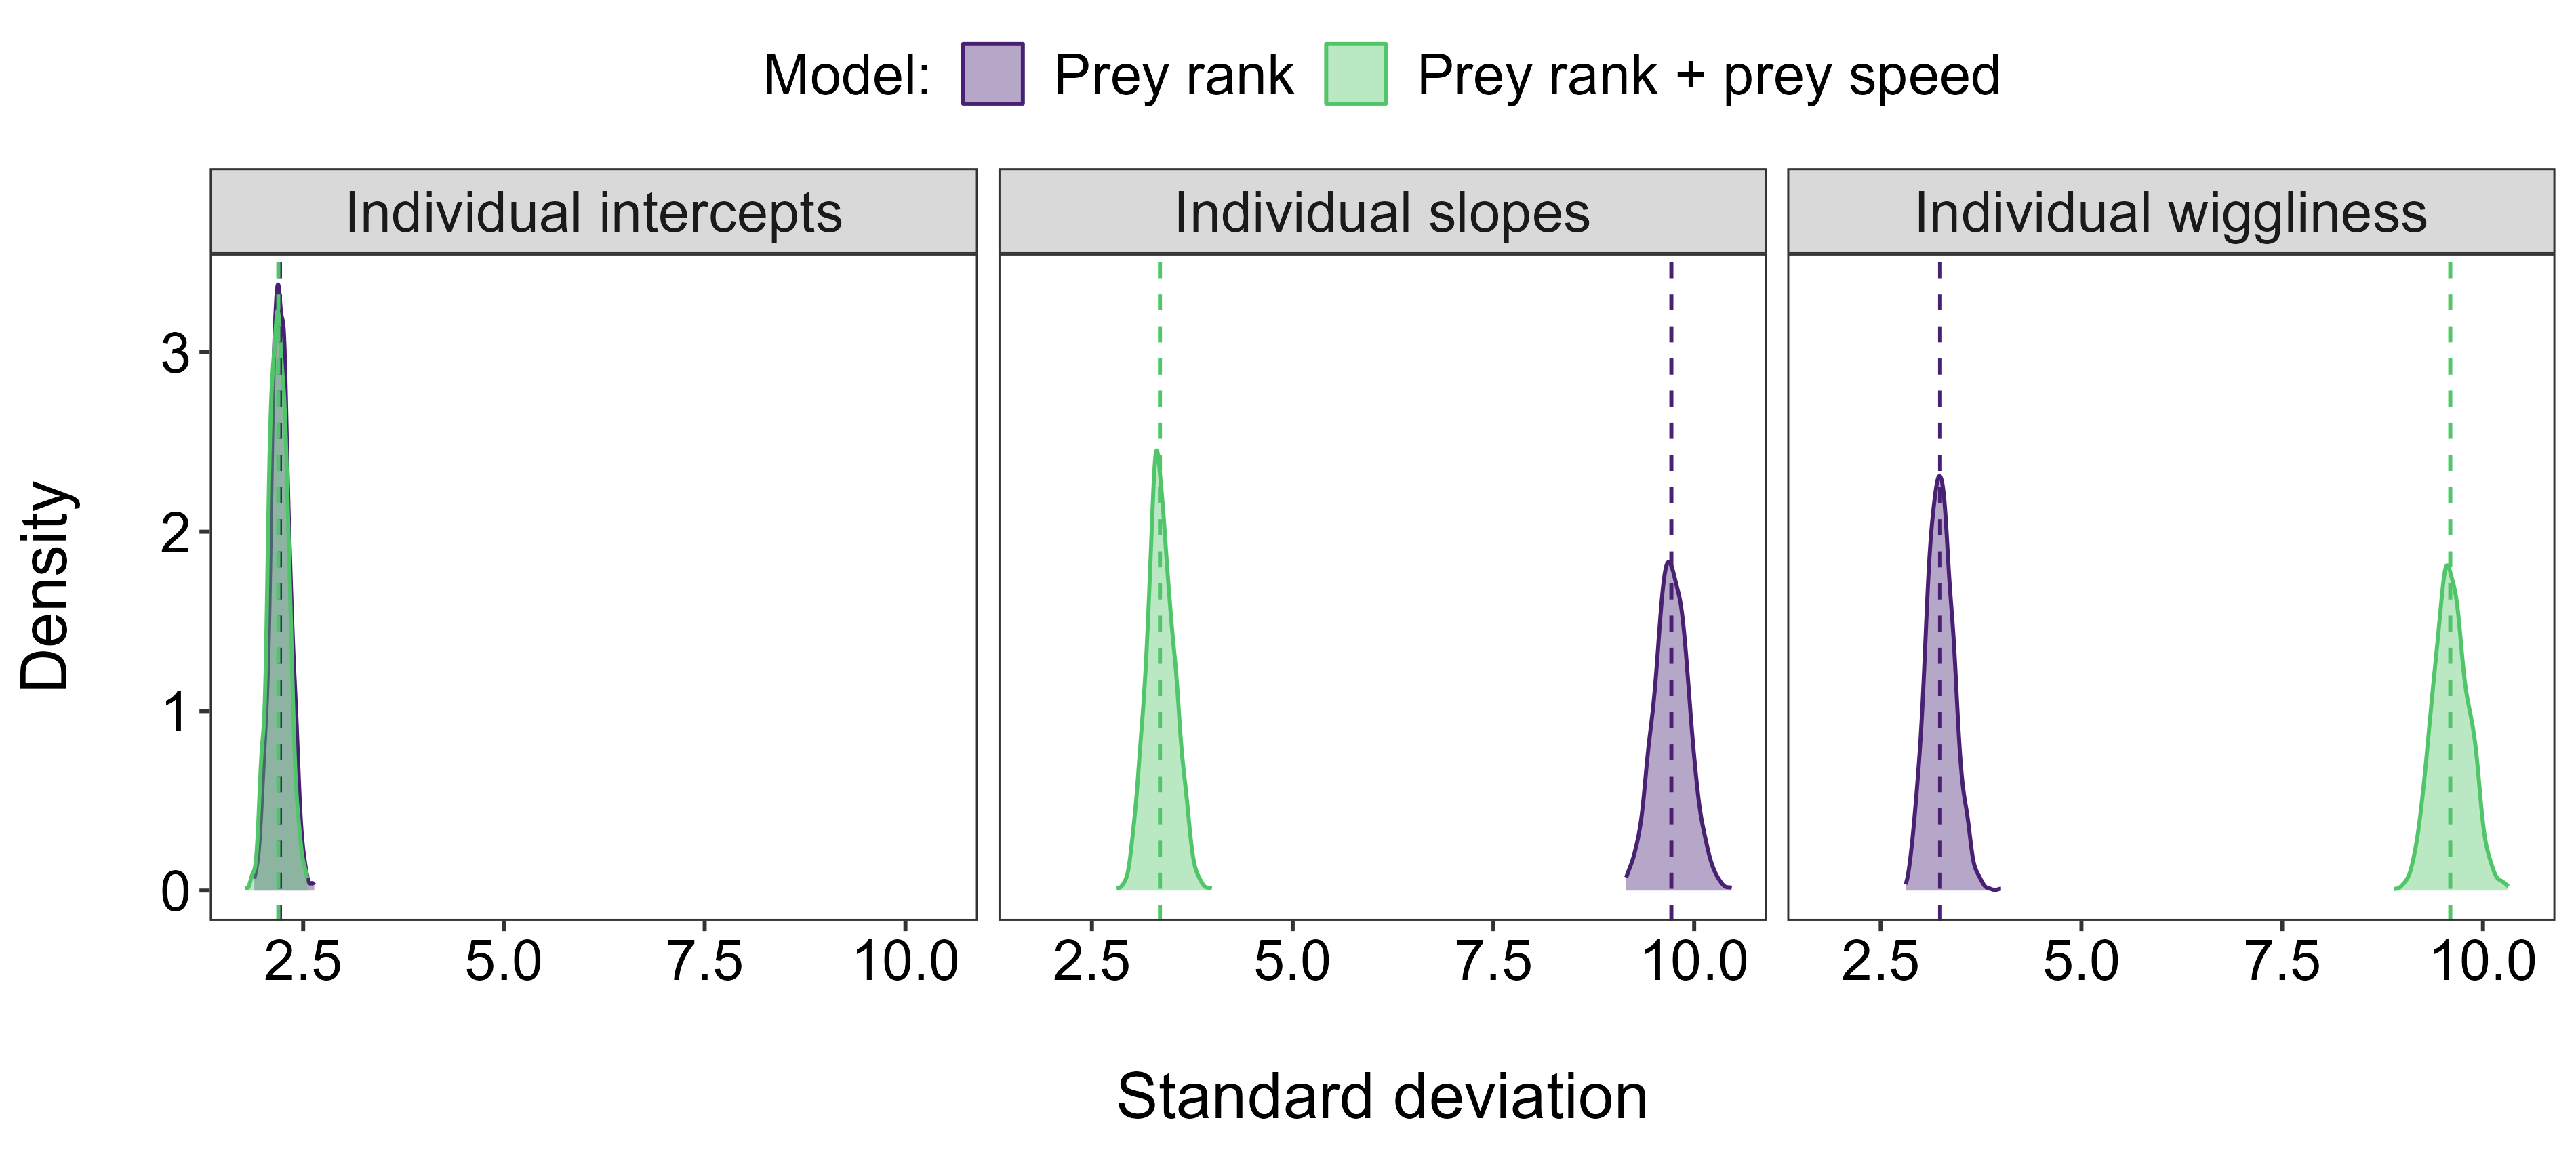 Model: Prey rank Prey rank + prey speed
Individual intercepts Individual slopes Individual wiggliness
Density
3
2
1
0
2.5 5.0 7.5 10.0 2.5 5.0 7.5 10.0 2.5 5.0 7.5 10.0
Standard deviation